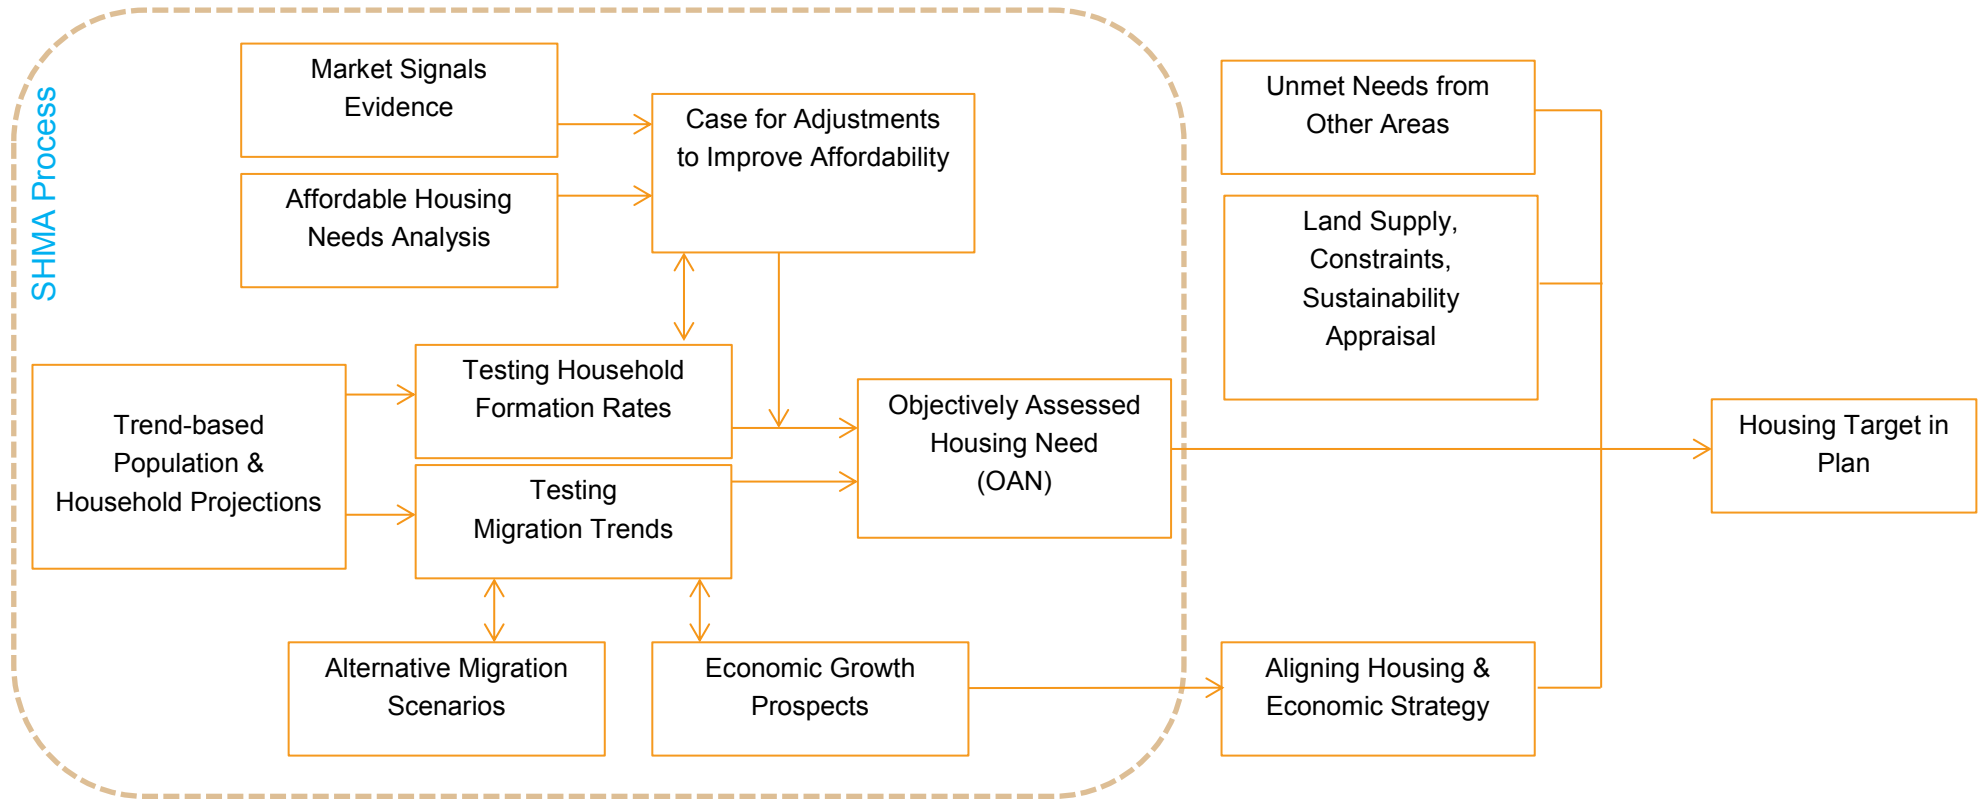 SHMA Process
Market Signals
Evidence
Affordable Housing
Needs Analysis
Case for Adjustments
to Improve Affordability
Trend-based
Population &
Household Projections
Testing Household
Formation Rates
Testing
Migration Trends
Alternative Migration
Scenarios
Economic Growth
Prospects
Objectively Assessed
Housing Need
(OAN)
Unmet Needs from
Other Areas
Land Supply,
Constraints,
Sustainability
Appraisal
Aligning Housing &
Economic Strategy
Housing Target in
Plan